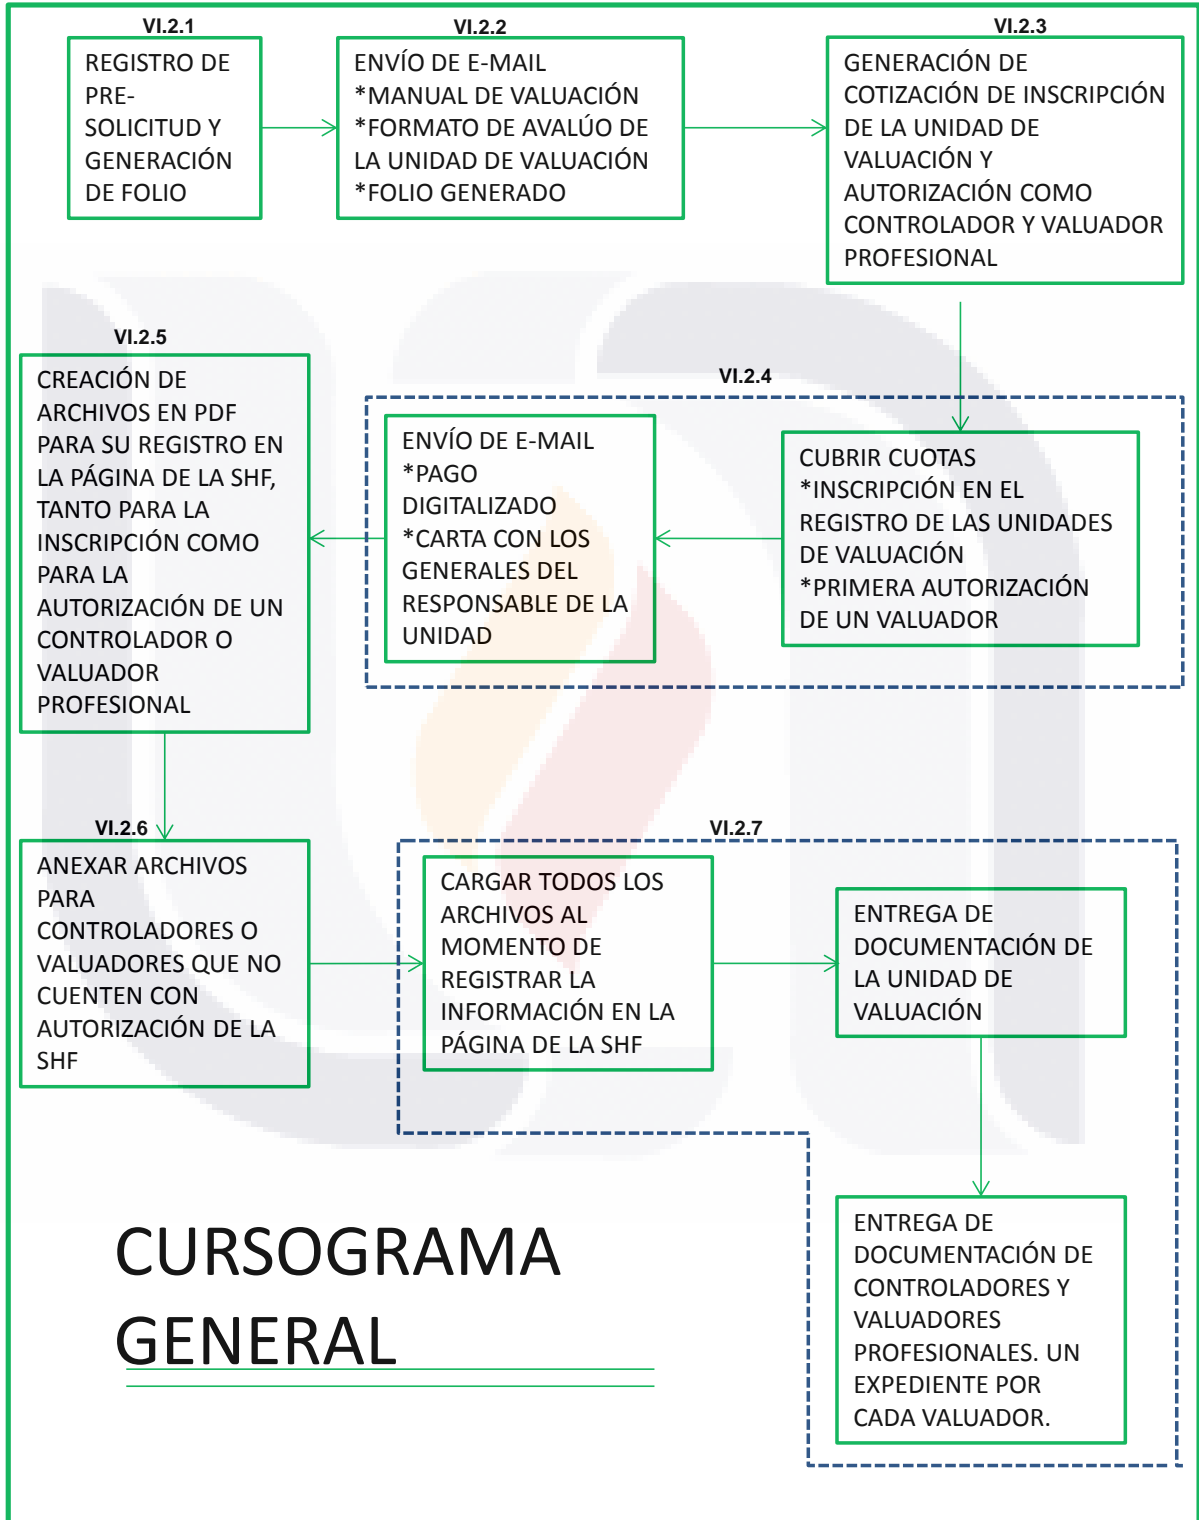 VI.2.1
REGISTRO DE
PRE-
SOLICITUD Y
GENERACIÓN
DE FOLIO
VI.2.2
ENVÍO DE E-MAIL
*MANUAL DE VALUACIÓN
*FORMATO DE AVALÚO DE
LA UNIDAD DE VALUACIÓN
*FOLIO GENERADO
VI.2.3
GENERACIÓN DE
COTIZACIÓN DE INSCRIPCIÓN
DE LA UNIDAD DE
VALUACIÓN Y
AUTORIZACIÓN COMO
CONTROLADOR Y VALUADOR
PROFESIONAL
VI.2.4
CUBRIR CUOTAS
*INSCRIPCIÓN EN EL
REGISTRO DE LAS UNIDADES
DE VALUACIÓN
*PRIMERA AUTORIZACIÓN
DE UN VALUADOR
ENVÍO DE E-MAIL
*PAGO
DIGITALIZADO
*CARTA CON LOS
GENERALES DEL
RESPONSABLE DE LA
UNIDAD
VI.2.5
CREACIÓN DE
ARCHIVOS EN PDF
PARA SU REGISTRO EN
LA PÁGINA DE LA SHF,
TANTO PARA LA
INSCRIPCIÓN COMO
PARA LA
AUTORIZACIÓN DE UN
CONTROLADOR O
VALUADOR
PROFESIONAL
VI.2.6
ANEXAR ARCHIVOS
PARA
CONTROLADORES O
VALUADORES QUE NO
CUENTEN CON
AUTORIZACIÓN DE LA
SHF
VI.2.7
CARGAR TODOS LOS
ARCHIVOS AL
MOMENTO DE
REGISTRAR LA
INFORMACIÓN EN LA
PÁGINA DE LA SHF
ENTREGA DE
DOCUMENTACIÓN DE
LA UNIDAD DE
VALUACIÓN
ENTREGA DE
DOCUMENTACIÓN DE
CONTROLADORES Y
VALUADORES
PROFESIONALES. UN
EXPEDIENTE POR
CADA VALUADOR.
CURSOGRAMA
GENERAL